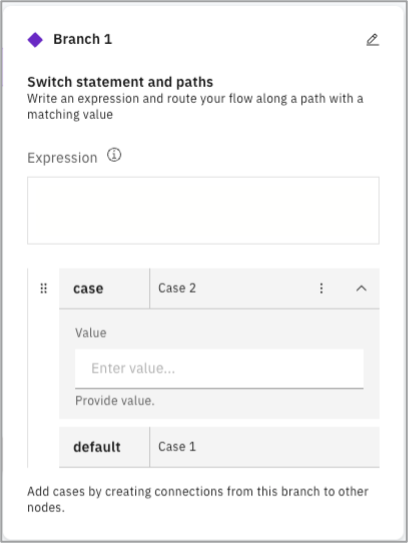 Branch 1
Switch statement and paths
Write an expression and route your flow along a path with a
matching value
Expression
case Case 2
Value
Enter value...
Provide value.
default Case 1
Add cases by creating connections from this branch to other
nodes.